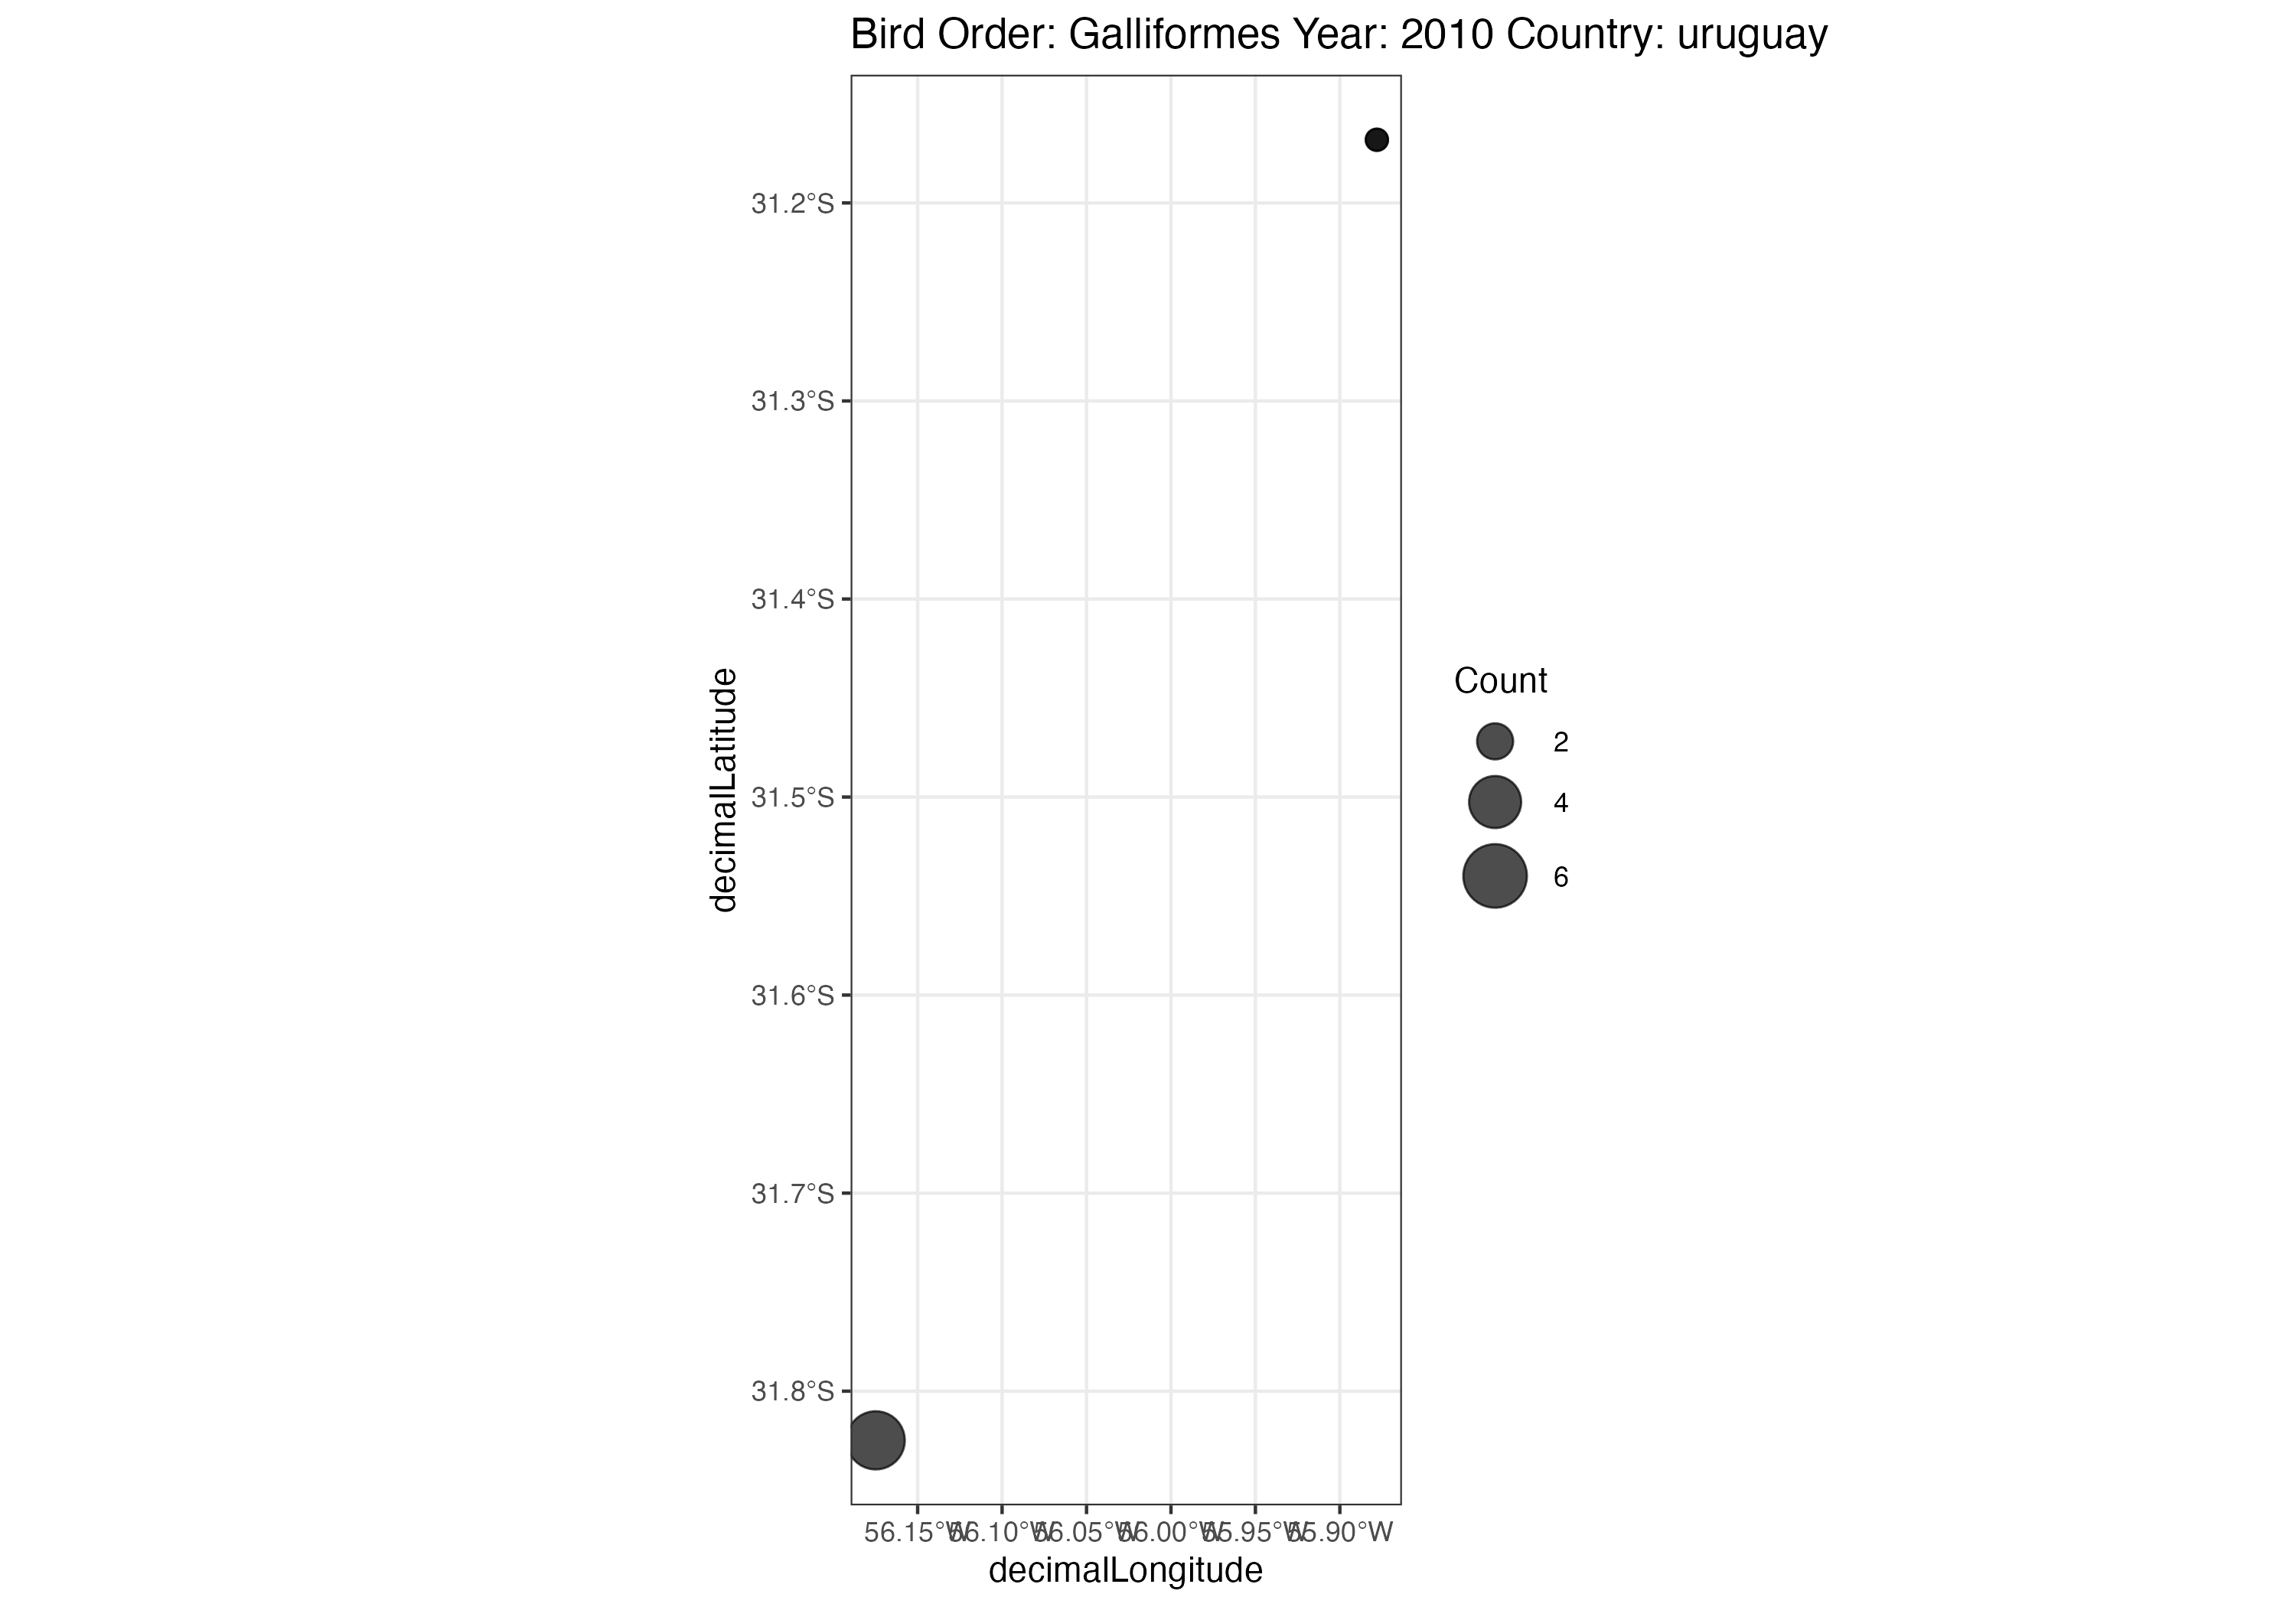 Bird Order: Galliformes Year: 2010 Country: uruguay
31.2°S
31.3°S
31.4°S
31.5°S
31.6°S
31.7°S
31.8°S
decimalLatitude
Count
2
4
6
56.15°W 56.10°W 56.05°W 56.00°W 55.95°W 55.90°W
decimalLongitude